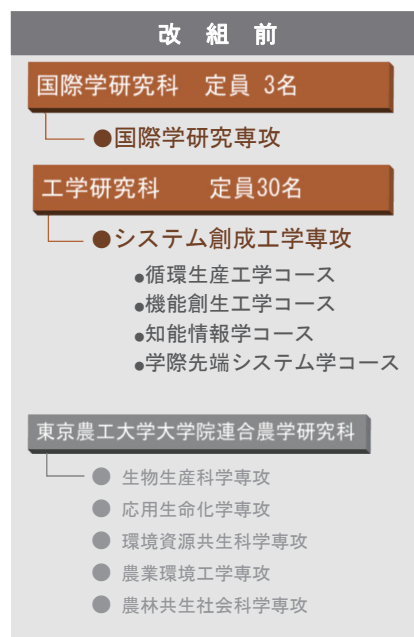 改 組 前
国際学研究科　定員 3名
●国際学研究専攻
工学研究科　　定員30名
●システム創成工学専攻
●循環生産工学コース
●機能創生工学コース
●知能情報学コース
●学際先端システム学コース
東京農工大学大学院連合農学研究科
● 生物生産科学専攻
● 応用生命化学専攻
● 環境資源共生科学専攻
● 農業環境工学専攻
● 農林共生社会科学専攻